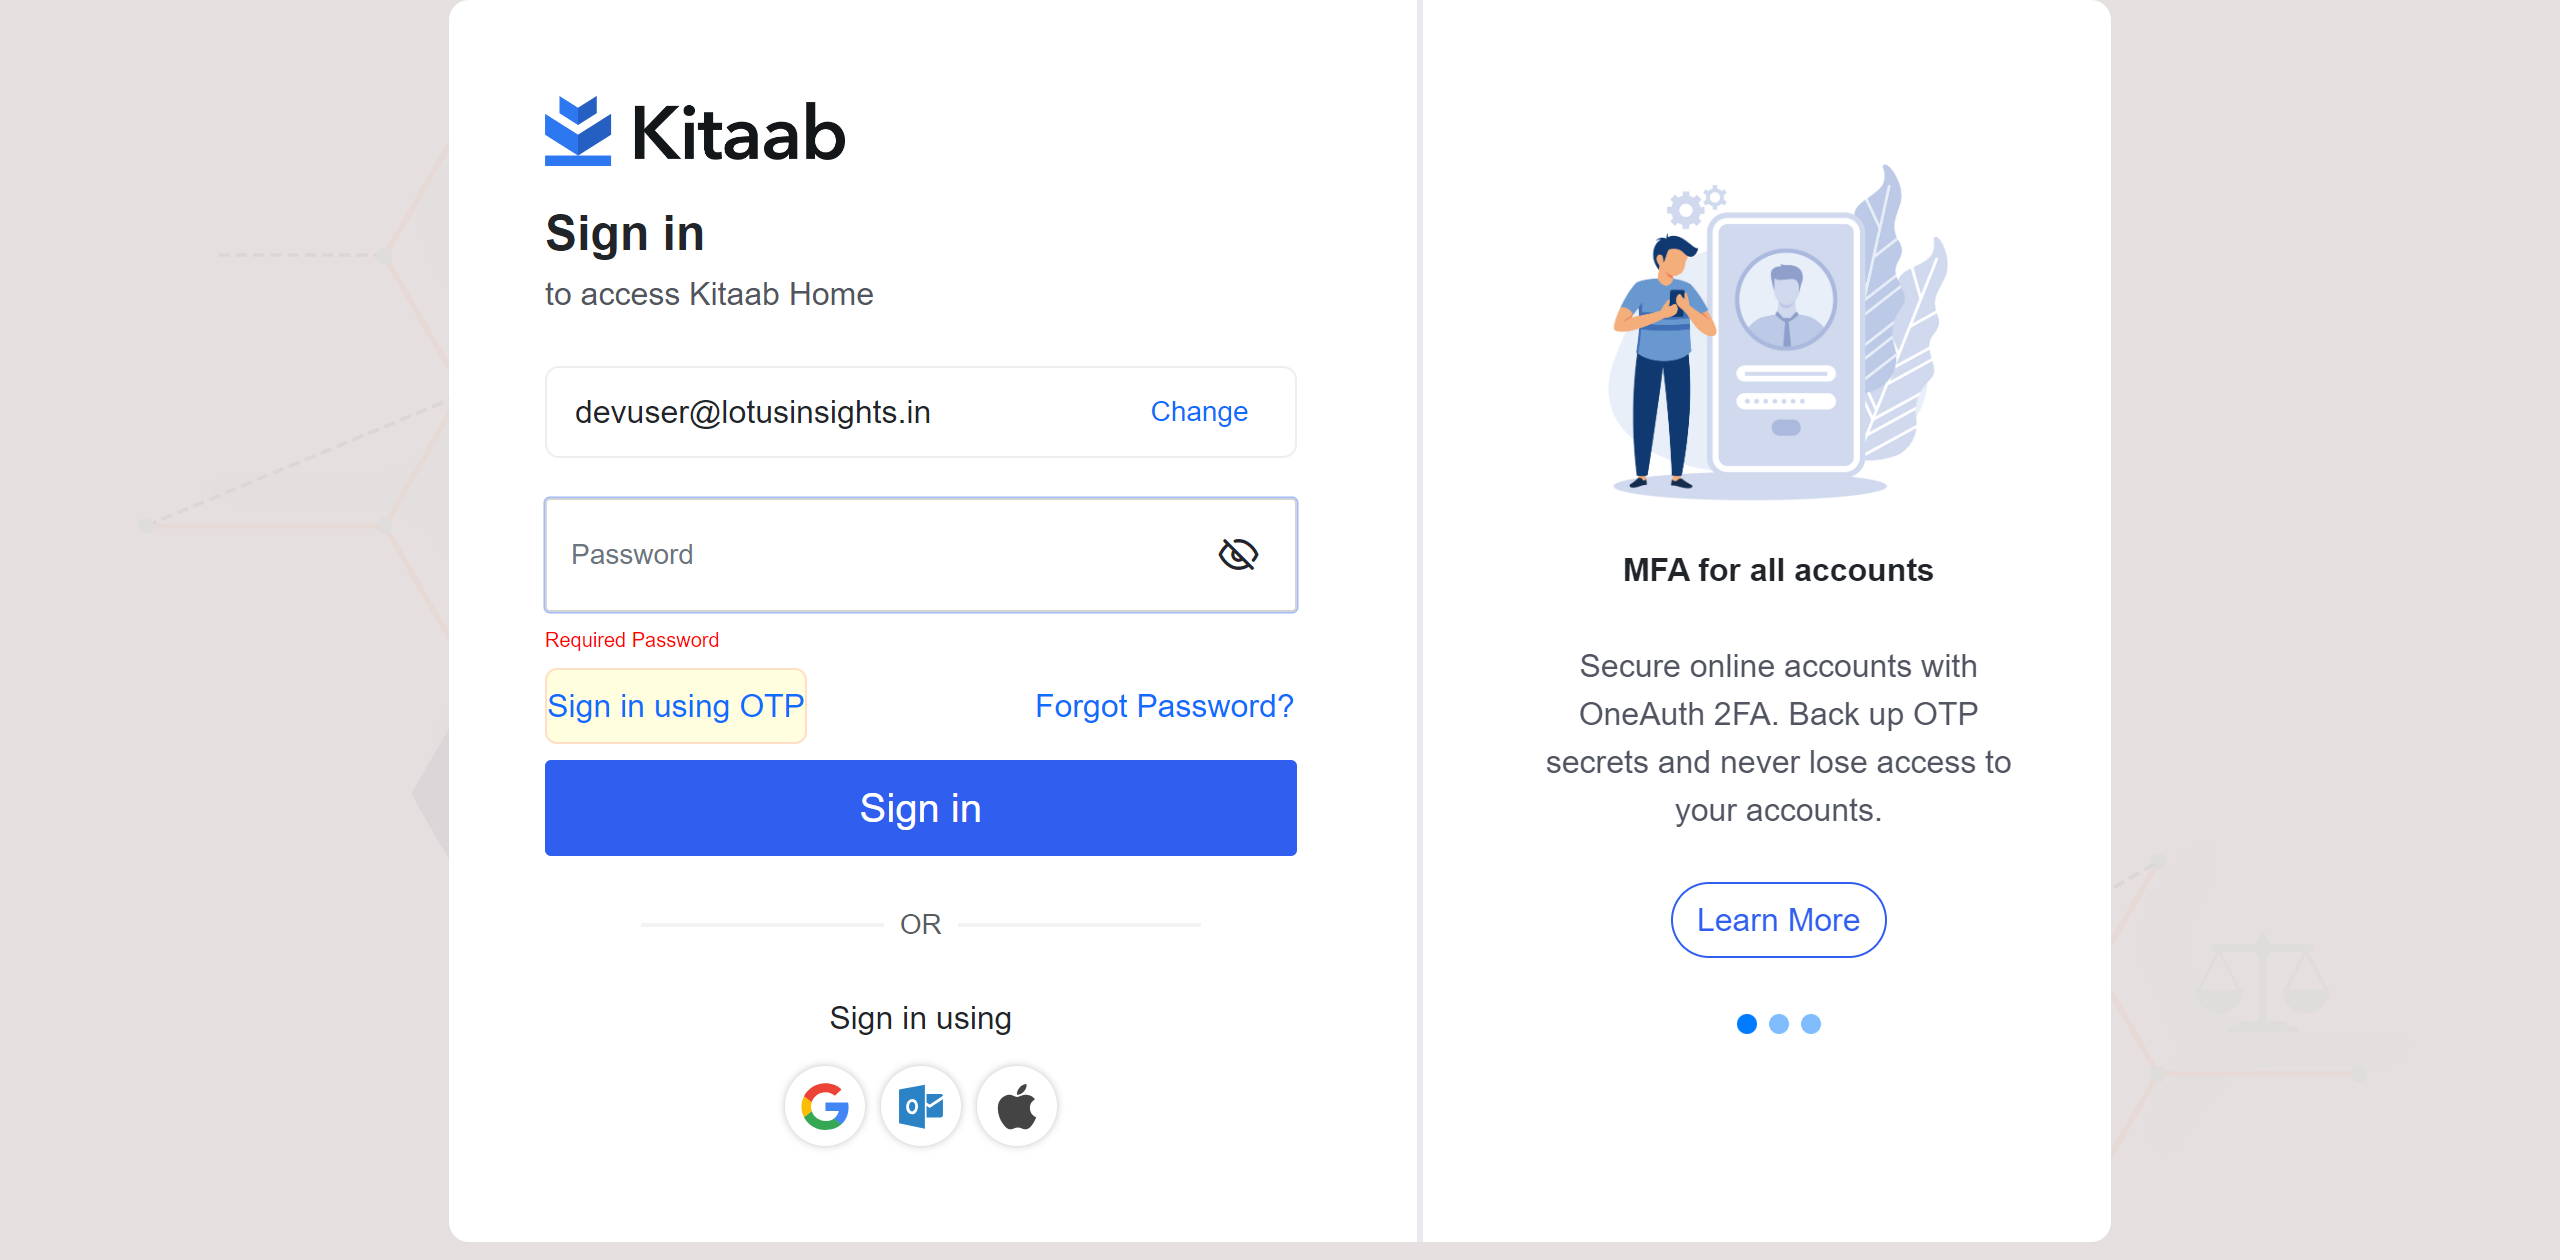 Kitaab
Sign in
to access Kitaab Home
devuser@lotusinsights.in
Change
Password
Required Password
Sign in using OTP
Forgot Password?
Sign in
OR
Sign in using
MFA for all accounts
Secure online accounts with
OneAuth 2FA. Back up OTP
secrets and never lose access to
your accounts.
Learn More